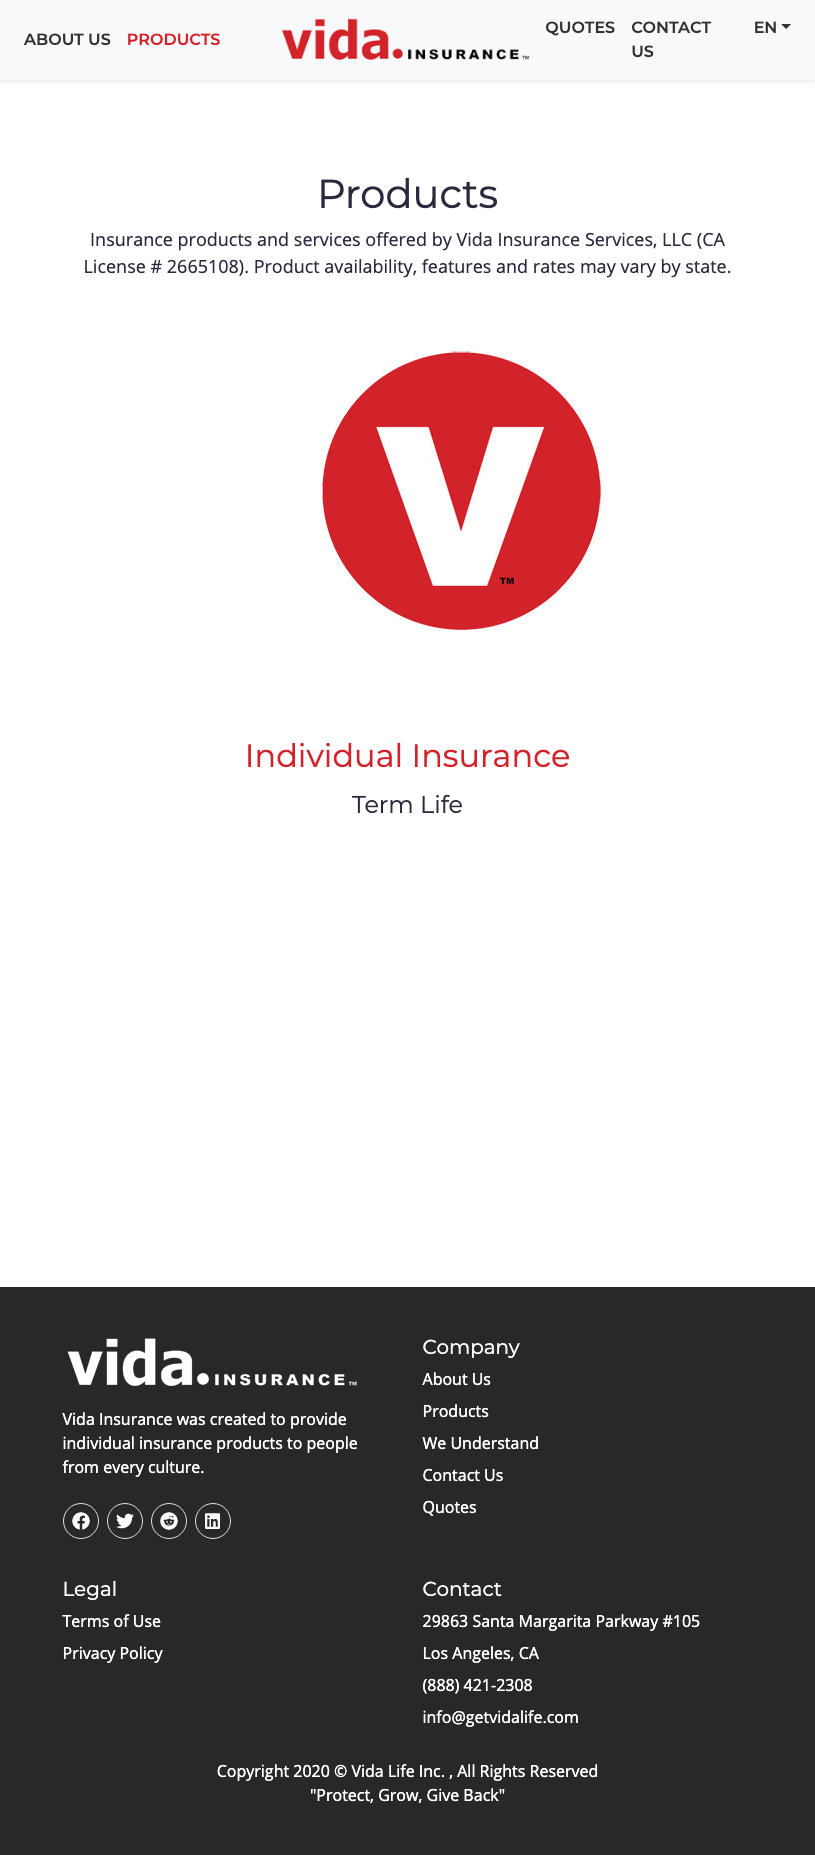 ABOUT US PRODUCTS vida.INSURANCE™ QUOTES CONTACT US EN
Products
Insurance products and services offered by Vida Insurance Services, LLC (CA
License # 2665108). Product availability, features and rates may vary by state.
V™
Individual Insurance
Term Life
vida.INSURANCE™
Vida Insurance was created to provide
individual insurance products to people
from every culture.
Company
About Us
Products
We Understand
Contact Us
Quotes
Legal
Terms of Use
Privacy Policy
Contact
29863 Santa Margarita Parkway #105
Los Angeles, CA
(888) 421-2308
info@getvidalife.com
Copyright 2020 © Vida Life Inc. , All Rights Reserved
"Protect, Grow, Give Back"